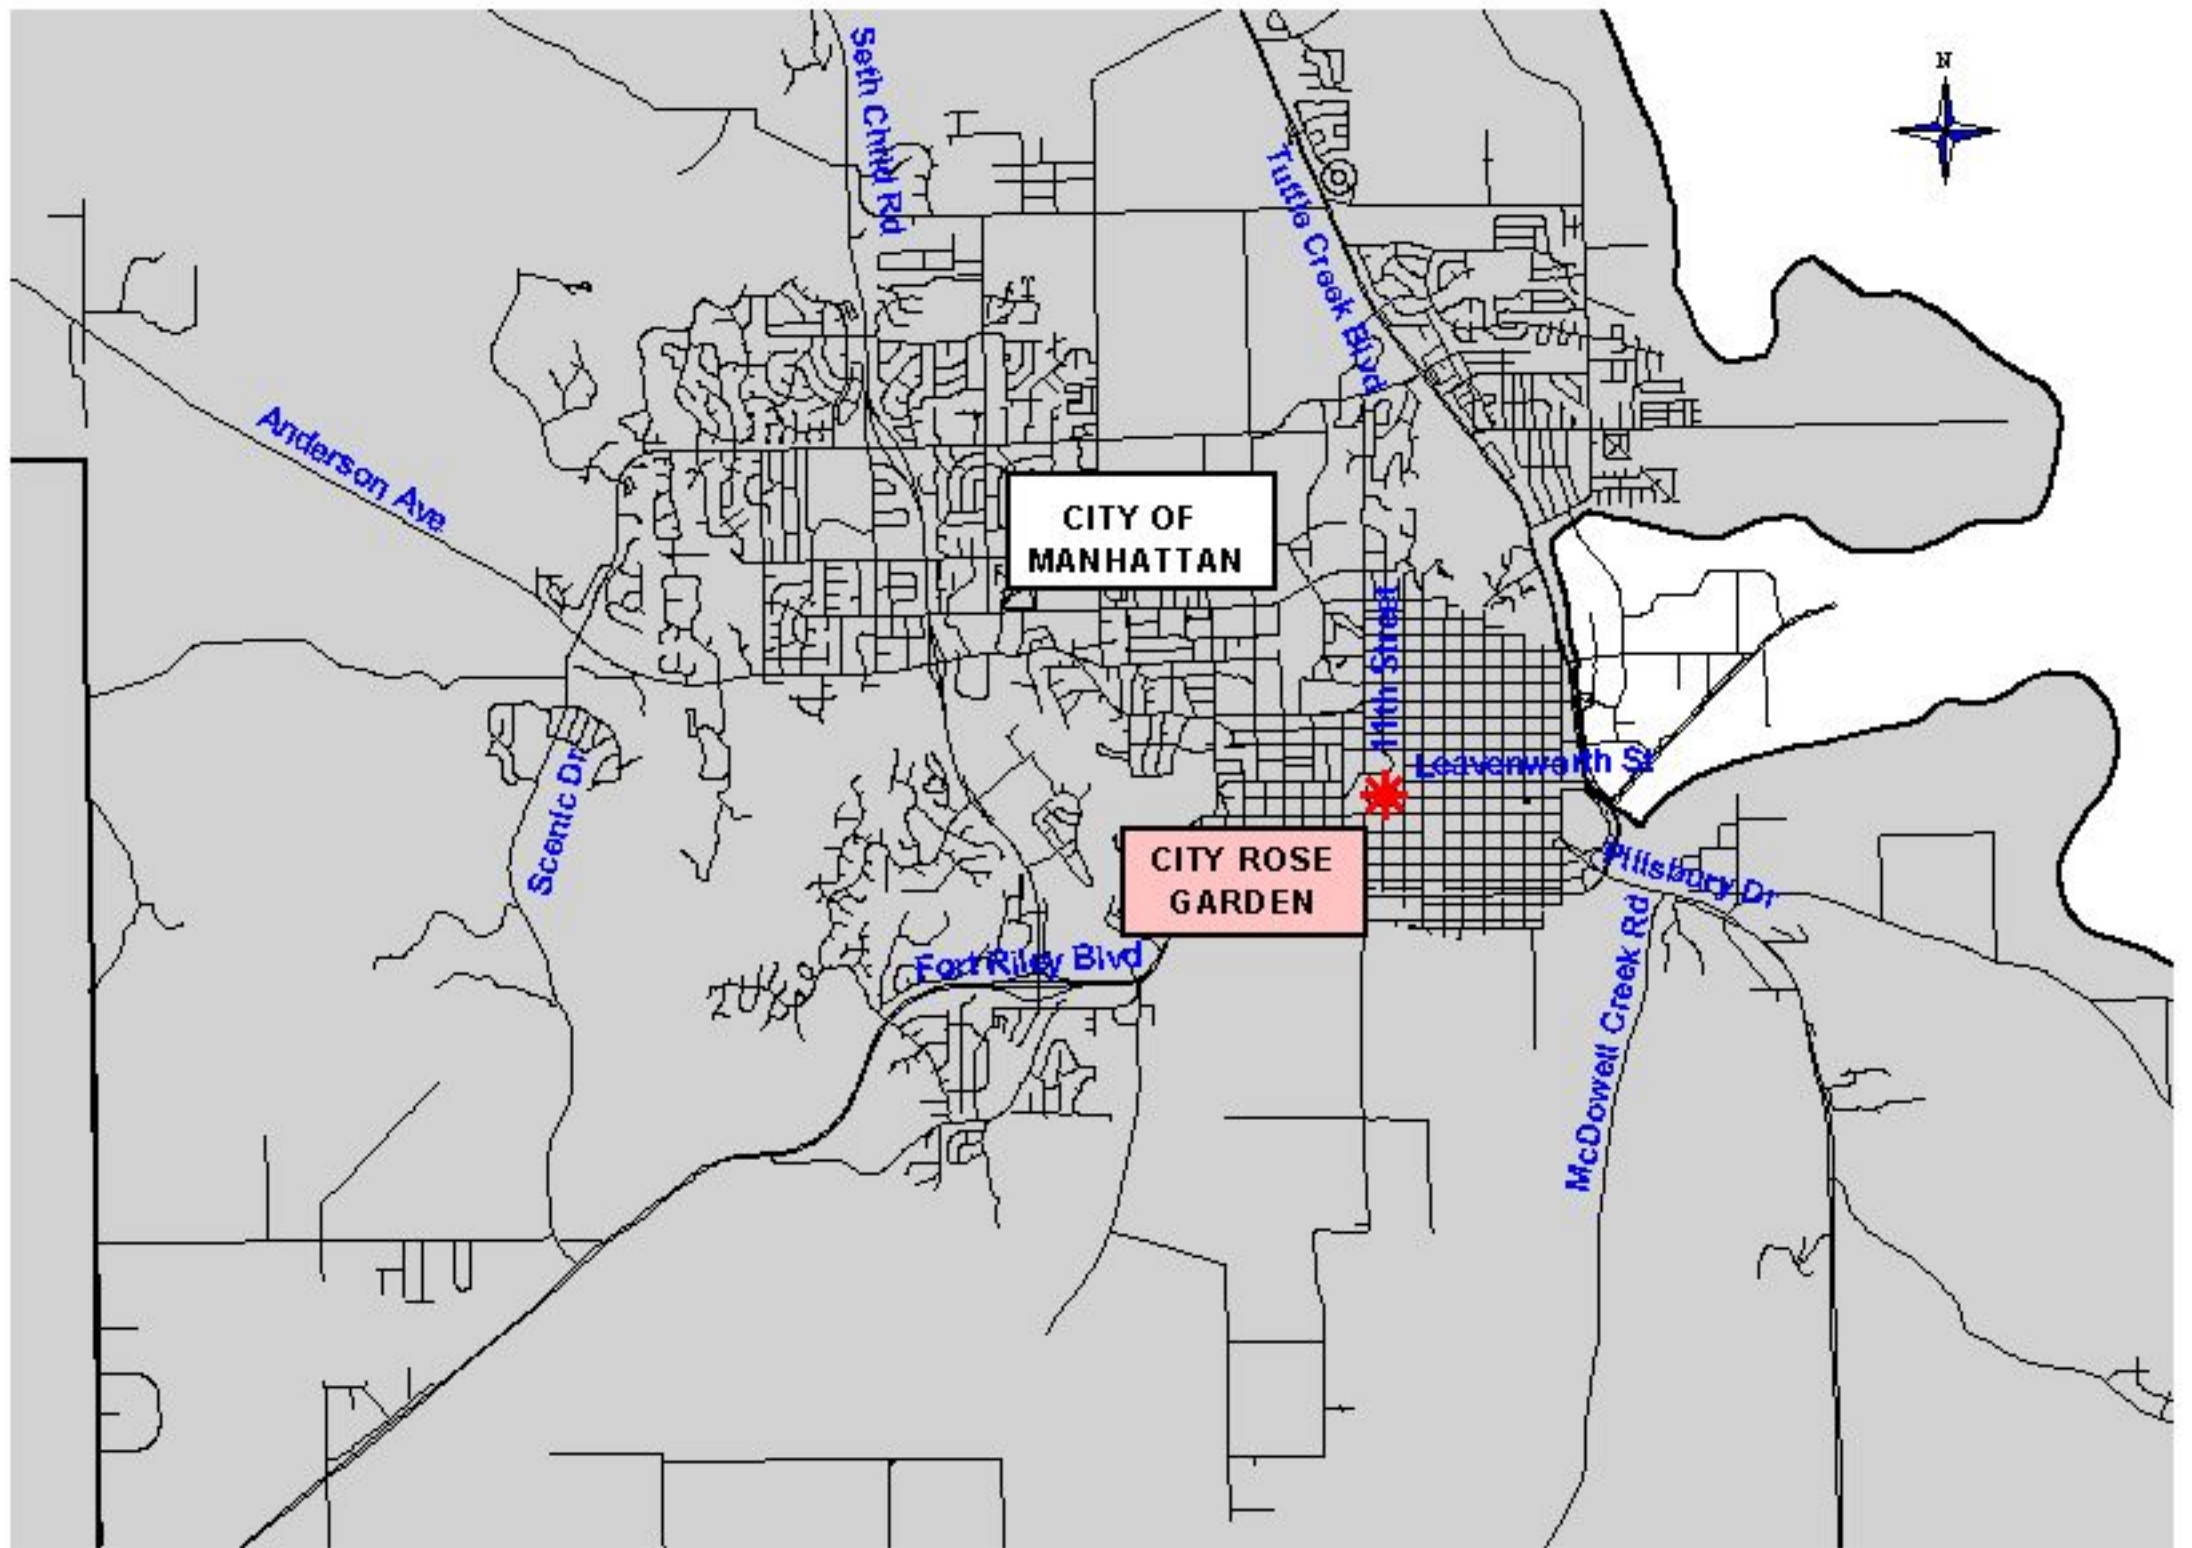 N
Seth Child Rd
Tuttle Creek Blvd
Anderson Ave
CITY OF
MANHATTAN
11th Street
Leavenworth St
Scenic Dr
CITY ROSE
GARDEN
Pillsbury Dr
Fort Riley Blvd
McDowell Creek Rd